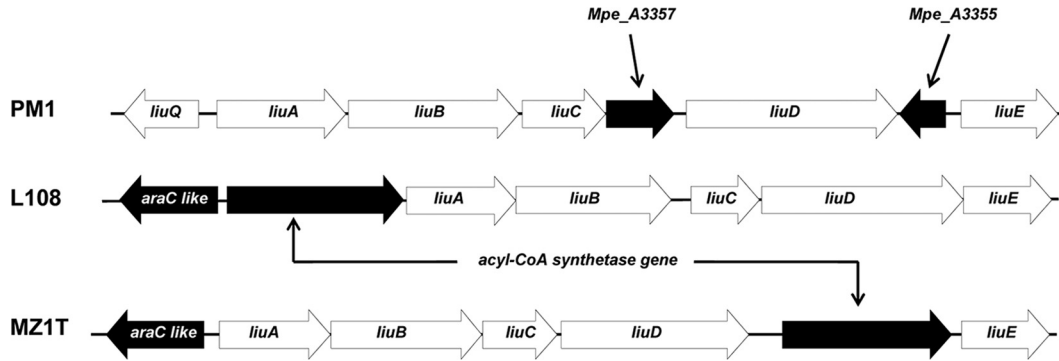 Mpe_A3357 Mpe_A3355
PM1 liuQ liuA liuB liuC liuD liuE
L108 araC like liuA liuB liuC liuD liuE
acyl-CoA synthetase gene
MZ1T araC like liuA liuB liuC liuD liuE